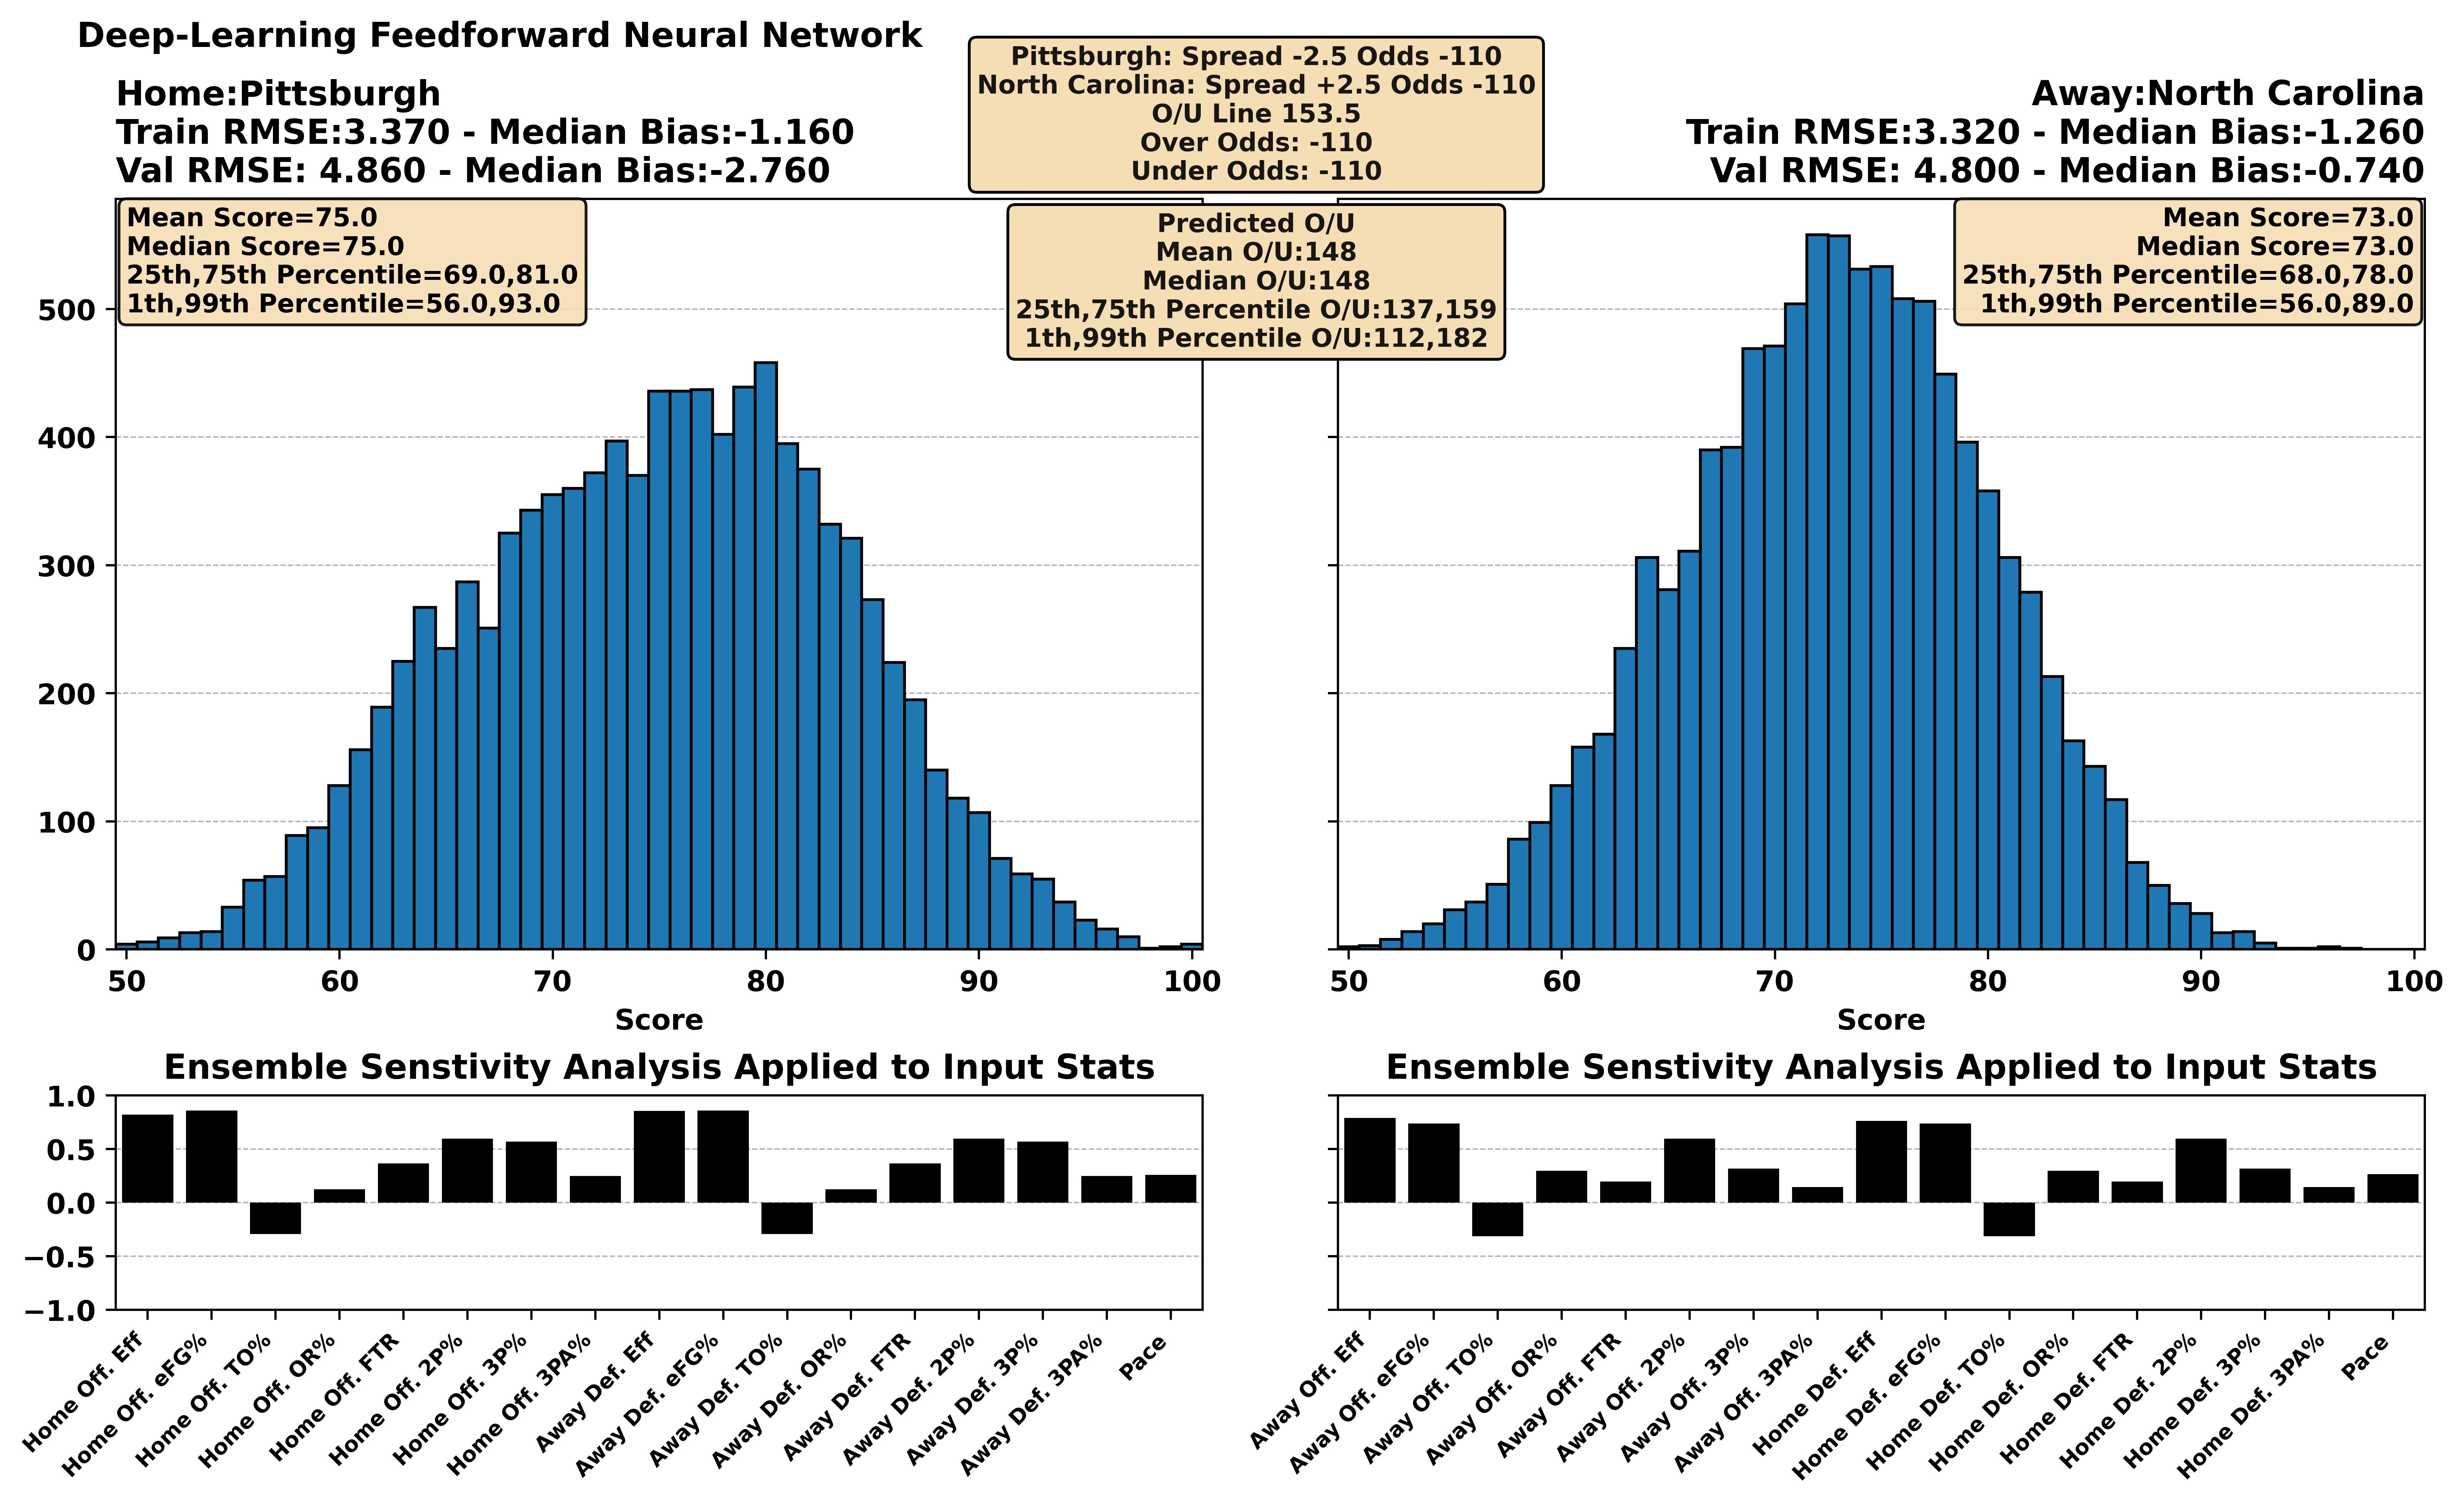 Deep-Learning Feedforward Neural Network
Home:Pittsburgh
Train RMSE:3.370 - Median Bias:-1.160
Val RMSE: 4.860 - Median Bias:-2.760
Pittsburgh: Spread -2.5 Odds -110
North Carolina: Spread +2.5 Odds -110
O/U Line 153.5
Over Odds: -110
Under Odds: -110
Away:North Carolina
Train RMSE:3.320 - Median Bias:-1.260
Val RMSE: 4.800 - Median Bias:-0.740
Mean Score=75.0
Median Score=75.0
25th,75th Percentile=69.0,81.0
1th,99th Percentile=56.0,93.0
Predicted O/U
Mean O/U:148
Median O/U:148
25th,75th Percentile O/U:137,159
1th,99th Percentile O/U:112,182
Mean Score=73.0
Median Score=73.0
25th,75th Percentile=68.0,78.0
1th,99th Percentile=56.0,89.0
500
400
300
200
100
0
50 60 70 80 90 100
Score
50 60 70 80 90 100
Score
Ensemble Senstivity Analysis Applied to Input Stats
1.0
0.5
0.0
−0.5
−1.0
Home Off. Eff
Home Off. eFG%
Home Off. TO%
Home Off. OR%
Home Off. FTR
Home Off. 2P%
Home Off. 3P%
Home Off. 3PA%
Away Def. Eff
Away Def. eFG%
Away Def. TO%
Away Def. OR%
Away Def. FTR
Away Def. 2P%
Away Def. 3P%
Away Def. 3PA%
Pace
Ensemble Senstivity Analysis Applied to Input Stats
Away Off. Eff
Away Off. eFG%
Away Off. TO%
Away Off. OR%
Away Off. FTR
Away Off. 2P%
Away Off. 3P%
Away Off. 3PA%
Home Def. Eff
Home Def. eFG%
Home Def. TO%
Home Def. OR%
Home Def. FTR
Home Def. 2P%
Home Def. 3P%
Home Def. 3PA%
Pace